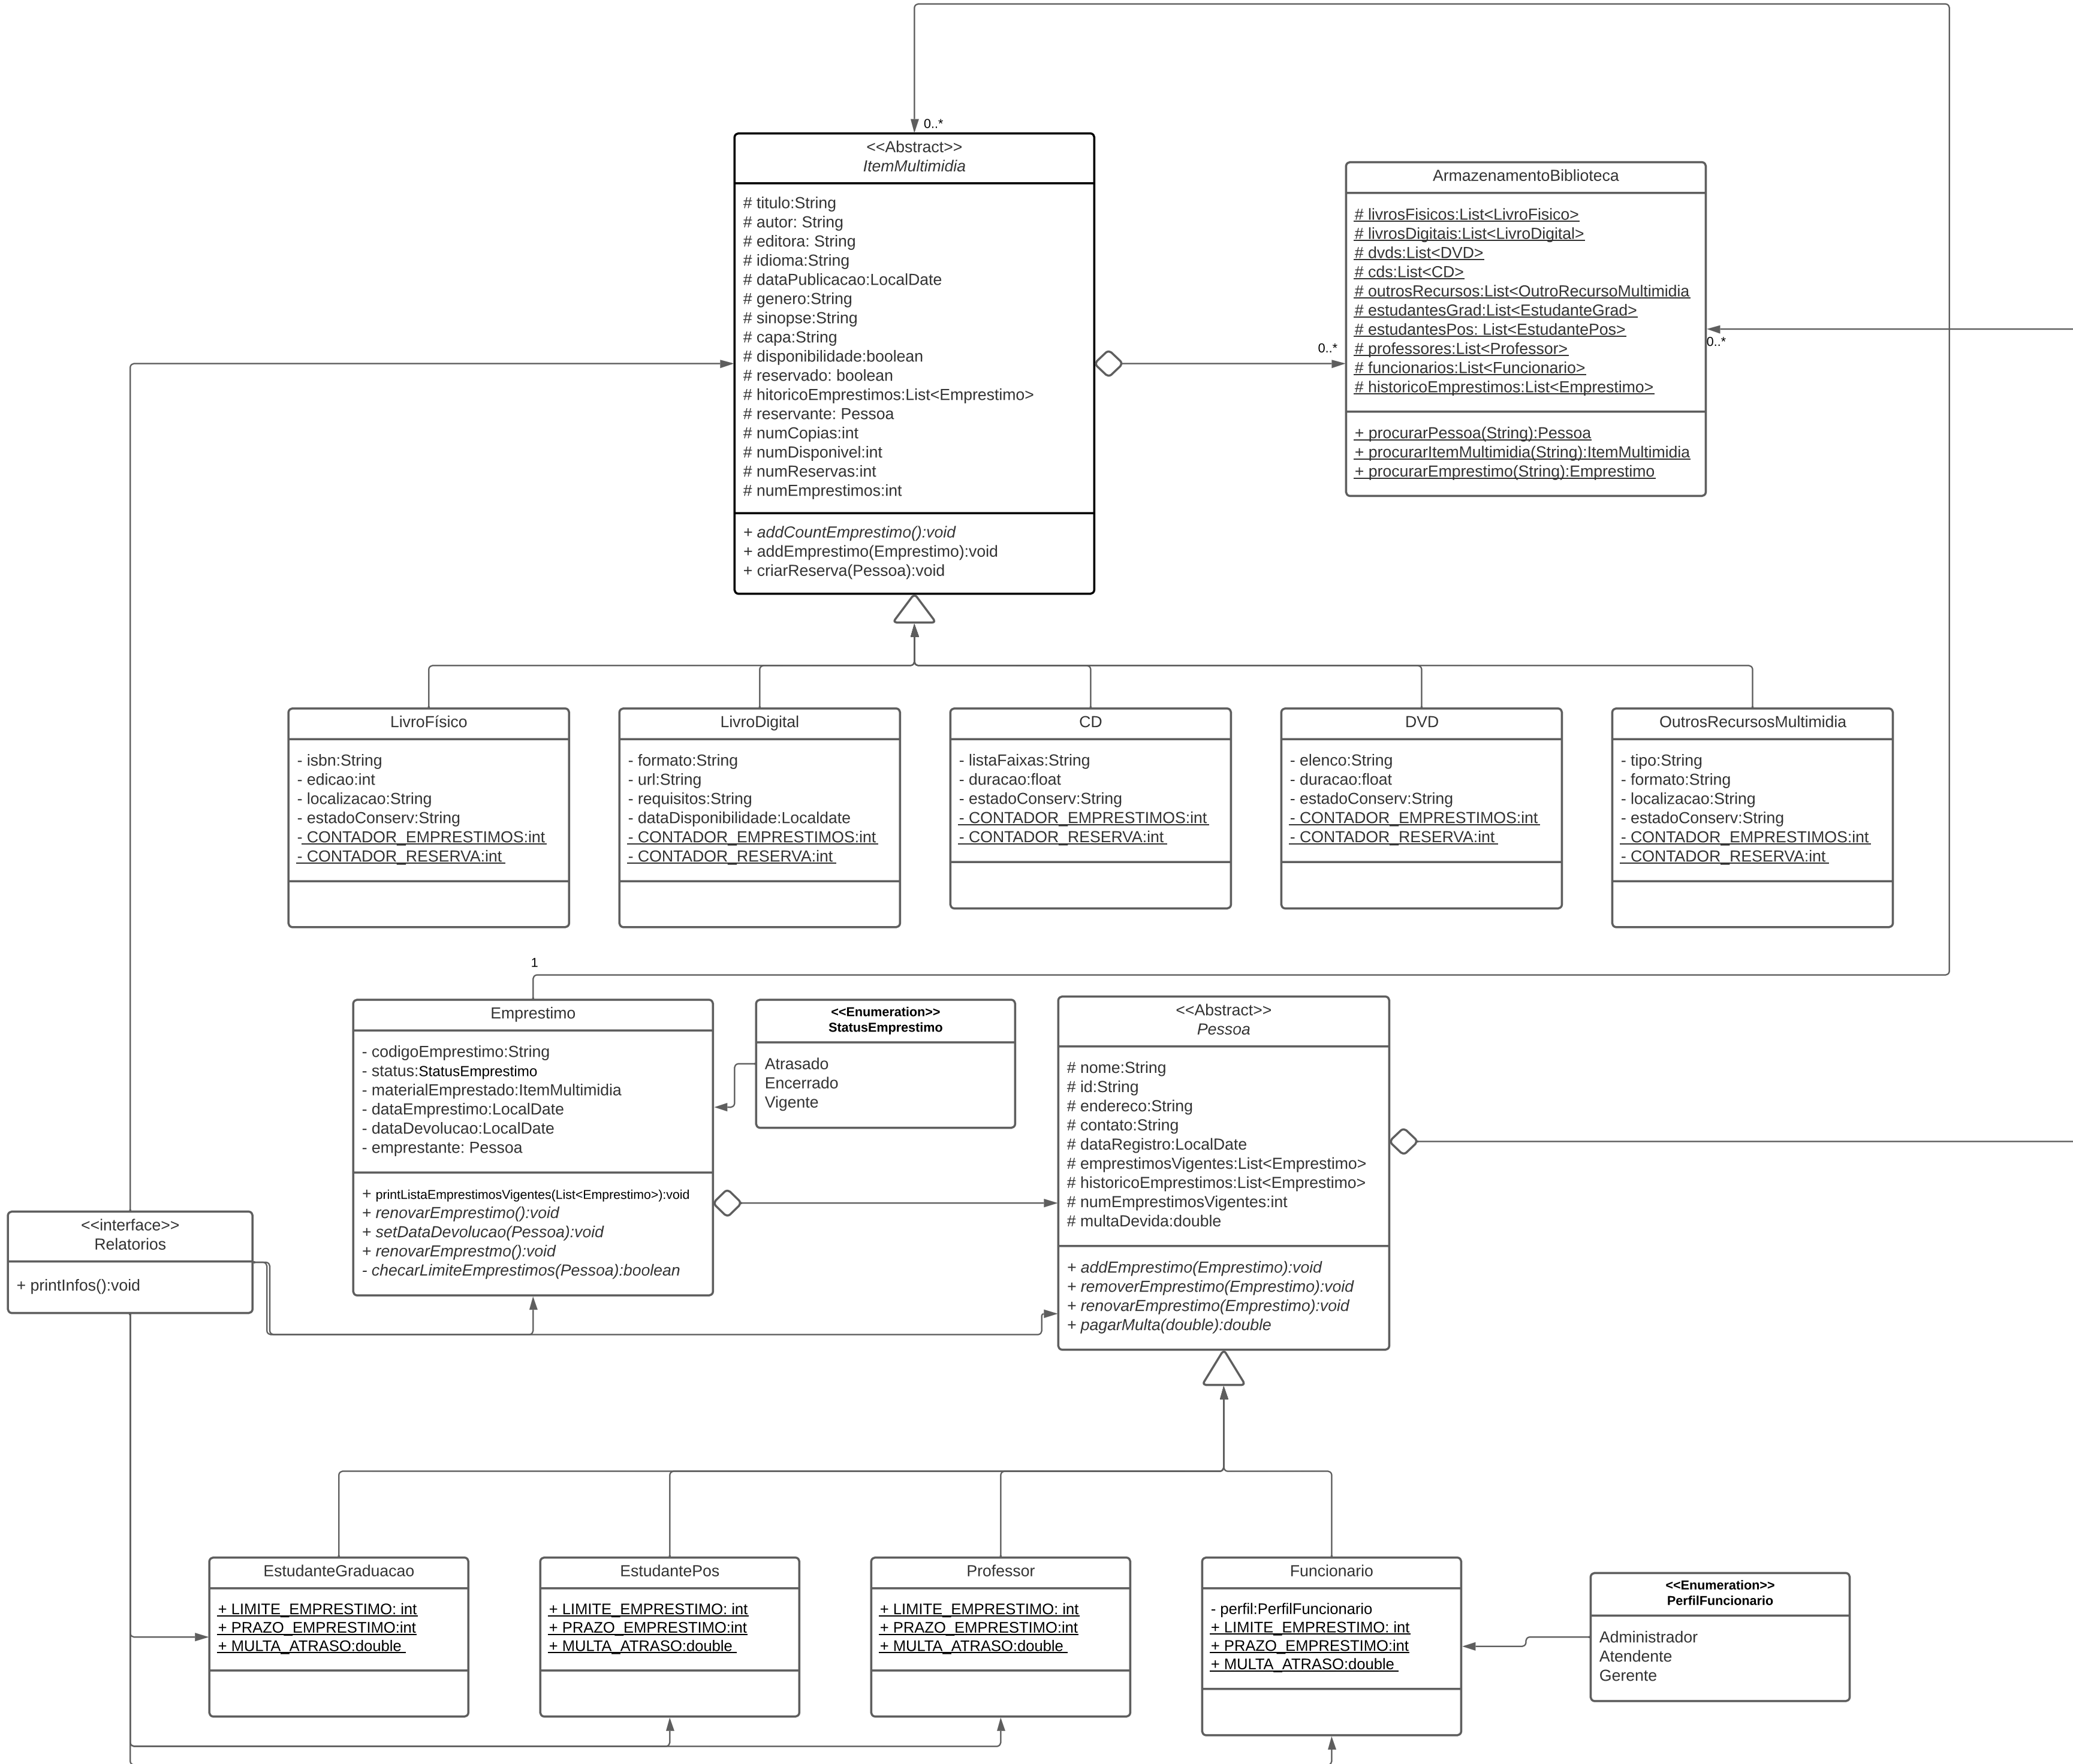 0..*
<<Abstract>>
ItemMultimidia
# titulo:String
# autor: String
# editora: String
# idioma:String
# dataPublicacao:LocalDate
# genero:String
# sinopse:String
# capa:String
# disponibilidade:boolean
# reservado: boolean
# hitoricoEmprestimos:List<Emprestimo>
# reservante: Pessoa
# numCopias:int
# numDisponivel:int
# numReservas:int
# numEmprestimos:int
+ addCountEmprestimo():void
+ addEmprestimo(Emprestimo):void
+ criarReserva(Pessoa):void
0..*
ArmazenamentoBiblioteca
# livrosFisicos:List<LivroFisico>
# livrosDigitais:List<LivroDigital>
# dvds:List<DVD>
# cds:List<CD>
# outrosRecursos:List<OutroRecursoMultimidia
# estudantesGrad:List<EstudanteGrad>
# estudantesPos: List<EstudantePos>
# professores:List<Professor>
# funcionarios:List<Funcionario>
# historicoEmprestimos:List<Emprestimo>
+ procurarPessoa(String):Pessoa
+ procurarItemMultimidia(String):ItemMultimidia
+ procurarEmprestimo(String):Emprestimo
0..*
LivroFísico
- isbn:String
- edicao:int
- localizacao:String
- estadoConserv:String
- CONTADOR_EMPRESTIMOS:int
- CONTADOR_RESERVA:int
LivroDigital
- formato:String
- url:String
- requisitos:String
- dataDisponibilidade:Localdate
- CONTADOR_EMPRESTIMOS:int
- CONTADOR_RESERVA:int
CD
- listaFaixas:String
- duracao:float
- estadoConserv:String
- CONTADOR_EMPRESTIMOS:int
- CONTADOR_RESERVA:int
DVD
- elenco:String
- duracao:float
- estadoConserv:String
- CONTADOR_EMPRESTIMOS:int
- CONTADOR_RESERVA:int
OutrosRecursosMultimidia
- tipo:String
- formato:String
- localizacao:String
- estadoConserv:String
- CONTADOR_EMPRESTIMOS:int
- CONTADOR_RESERVA:int
1
Emprestimo
- codigoEmprestimo:String
- status:StatusEmprestimo
- materialEmprestado:ItemMultimidia
- dataEmprestimo:LocalDate
- dataDevolucao:LocalDate
- emprestante: Pessoa
+ printListaEmprestimosVigentes(List<Emprestimo>):void
+ renovarEmprestimo():void
+ setDataDevolucao(Pessoa):void
+ renovarEmprestmo():void
- checarLimiteEmprestimos(Pessoa):boolean
<<Enumeration>>
StatusEmprestimo
Atrasado
Encerrado
Vigente
<<Abstract>>
Pessoa
# nome:String
# id:String
# endereco:String
# contato:String
# dataRegistro:LocalDate
# emprestimosVigentes:List<Emprestimo>
# historicoEmprestimos:List<Emprestimo>
# numEmprestimosVigentes:int
# multaDevida:double
+ addEmprestimo(Emprestimo):void
+ removerEmprestimo(Emprestimo):void
+ renovarEmprestimo(Emprestimo):void
+ pagarMulta(double):double
<<interface>>
Relatorios
+ printInfos():void
EstudanteGraduacao
+ LIMITE_EMPRESTIMO: int
+ PRAZO_EMPRESTIMO:int
+ MULTA_ATRASO:double
EstudantePos
+ LIMITE_EMPRESTIMO: int
+ PRAZO_EMPRESTIMO:int
+ MULTA_ATRASO:double
Professor
+ LIMITE_EMPRESTIMO: int
+ PRAZO_EMPRESTIMO:int
+ MULTA_ATRASO:double
Funcionario
- perfil:PerfilFuncionario
+ LIMITE_EMPRESTIMO: int
+ PRAZO_EMPRESTIMO:int
+ MULTA_ATRASO:double
<<Enumeration>>
PerfilFuncionario
Administrador
Atendente
Gerente